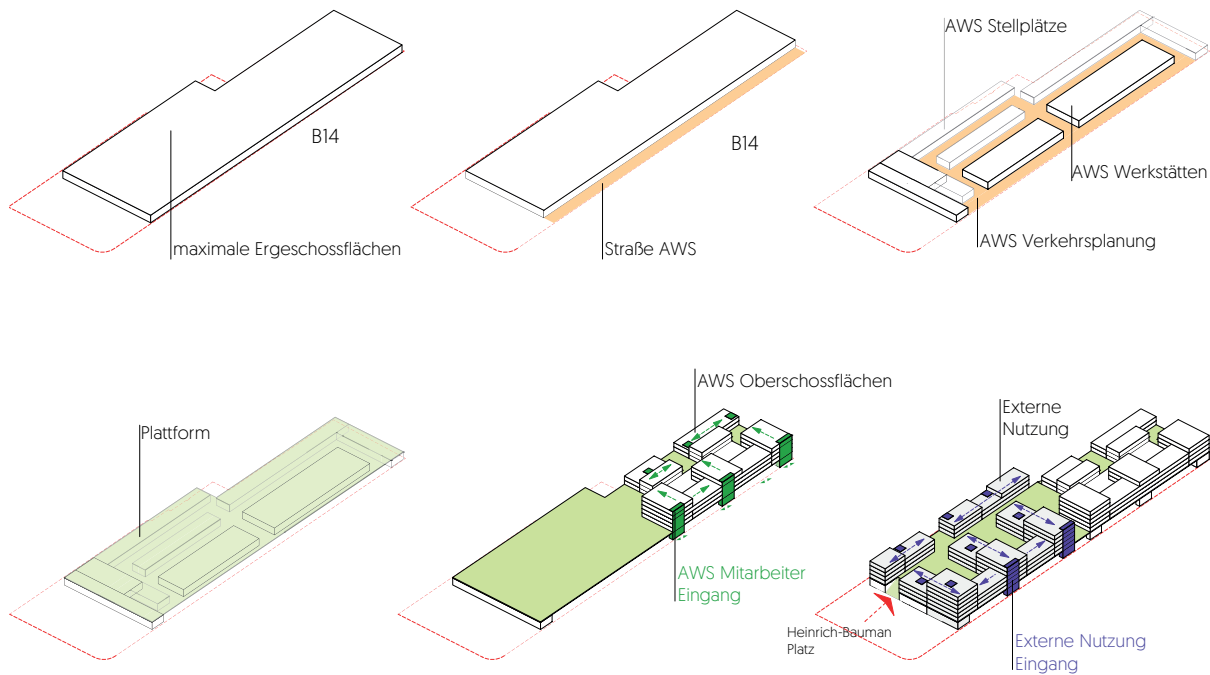 B14
maximale Ergeschossflächen
B14
Straße AWS
AWS Stellplätze
AWS Werkstätten
AWS Verkehrsplanung
Plattform
AWS Oberschossflächen
AWS Mitarbeiter
Eingang
Externe
Nutzung
Heinrich-Bauman
Platz
Externe Nutzung
Eingang